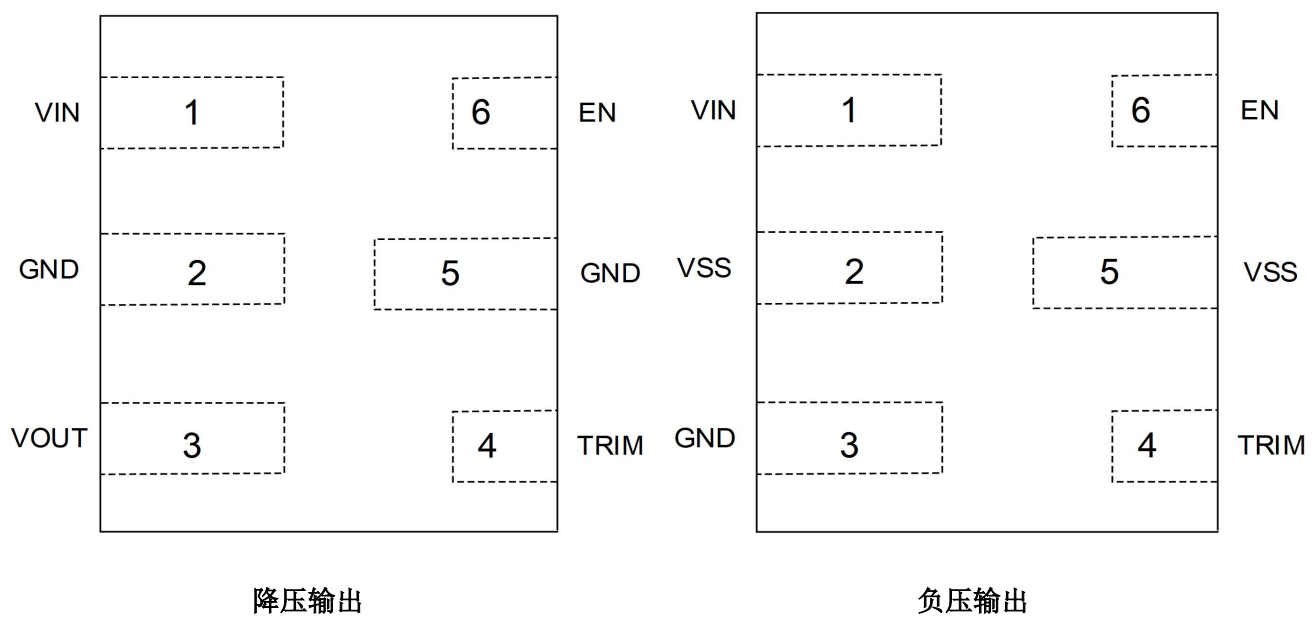 VIN 1 6 EN
GND 2 5 GND
VOUT 3 4 TRIM
降压输出
VIN 1 6 EN
VSS 2 5 VSS
GND 3 4 TRIM
负压输出